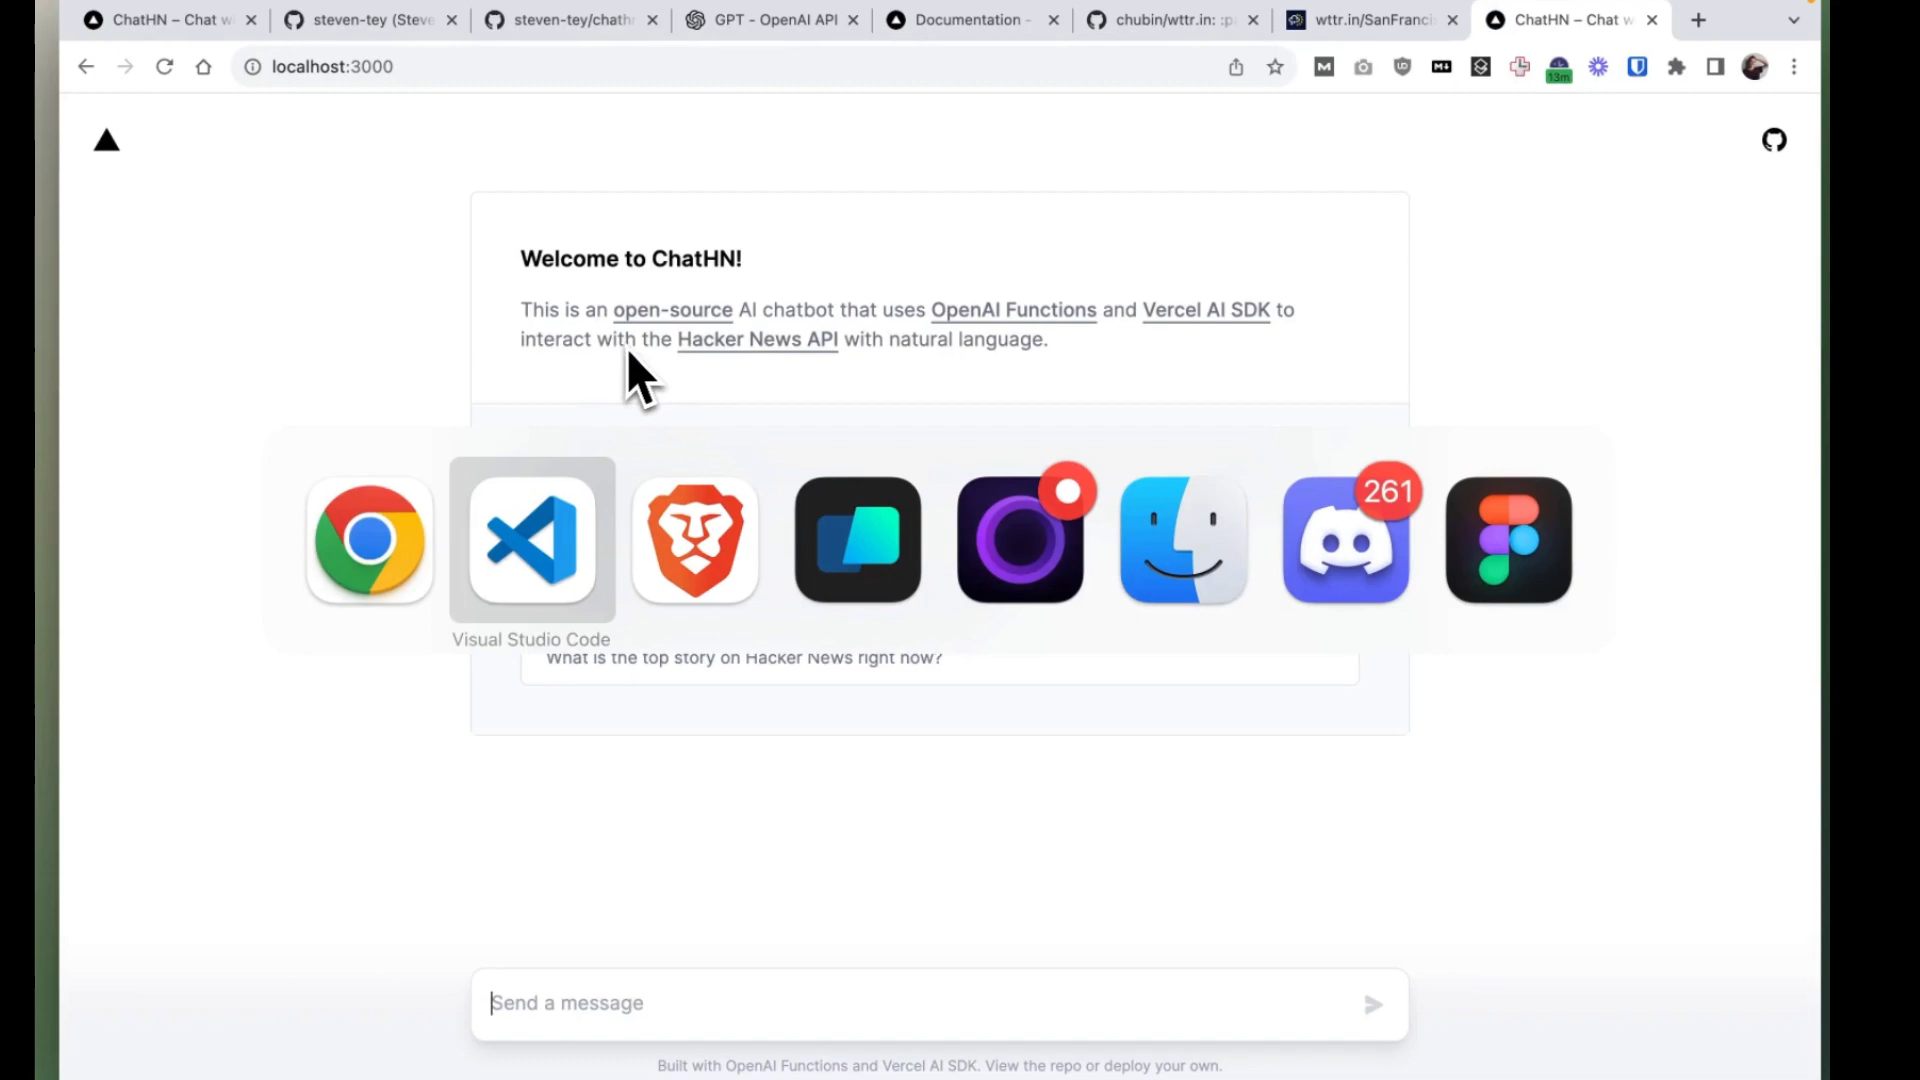 ChatHN – Chat w
steven-tey (Steve
steven-tey/chath
GPT - OpenAI API
Documentation -
chubin/wttr.in: :p
wttr.in/SanFranci
ChatHN – Chat w
localhost:3000
13m
Welcome to ChatHN!
This is an open-source AI chatbot that uses OpenAI Functions and Vercel AI SDK to
interact with the Hacker News API with natural language.
261
Visual Studio Code
What is the top story on Hacker News right now?
Send a message
Built with OpenAI Functions and Vercel AI SDK. View the repo or deploy your own.